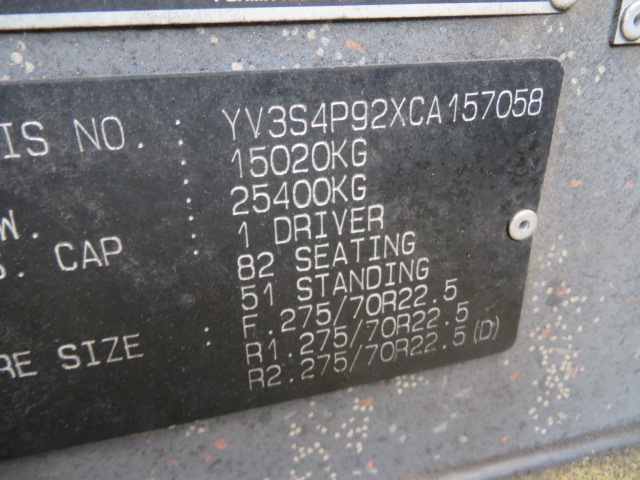 IS NO. : YV3S4P92XCA157058
: 15020KG
W. : 25400KG
S. CAP : 1 DRIVER
82 SEATING
51 STANDING
RE SIZE : F.275/70R22.5
R1.275/70R22.5
R2.275/70R22.5(D)